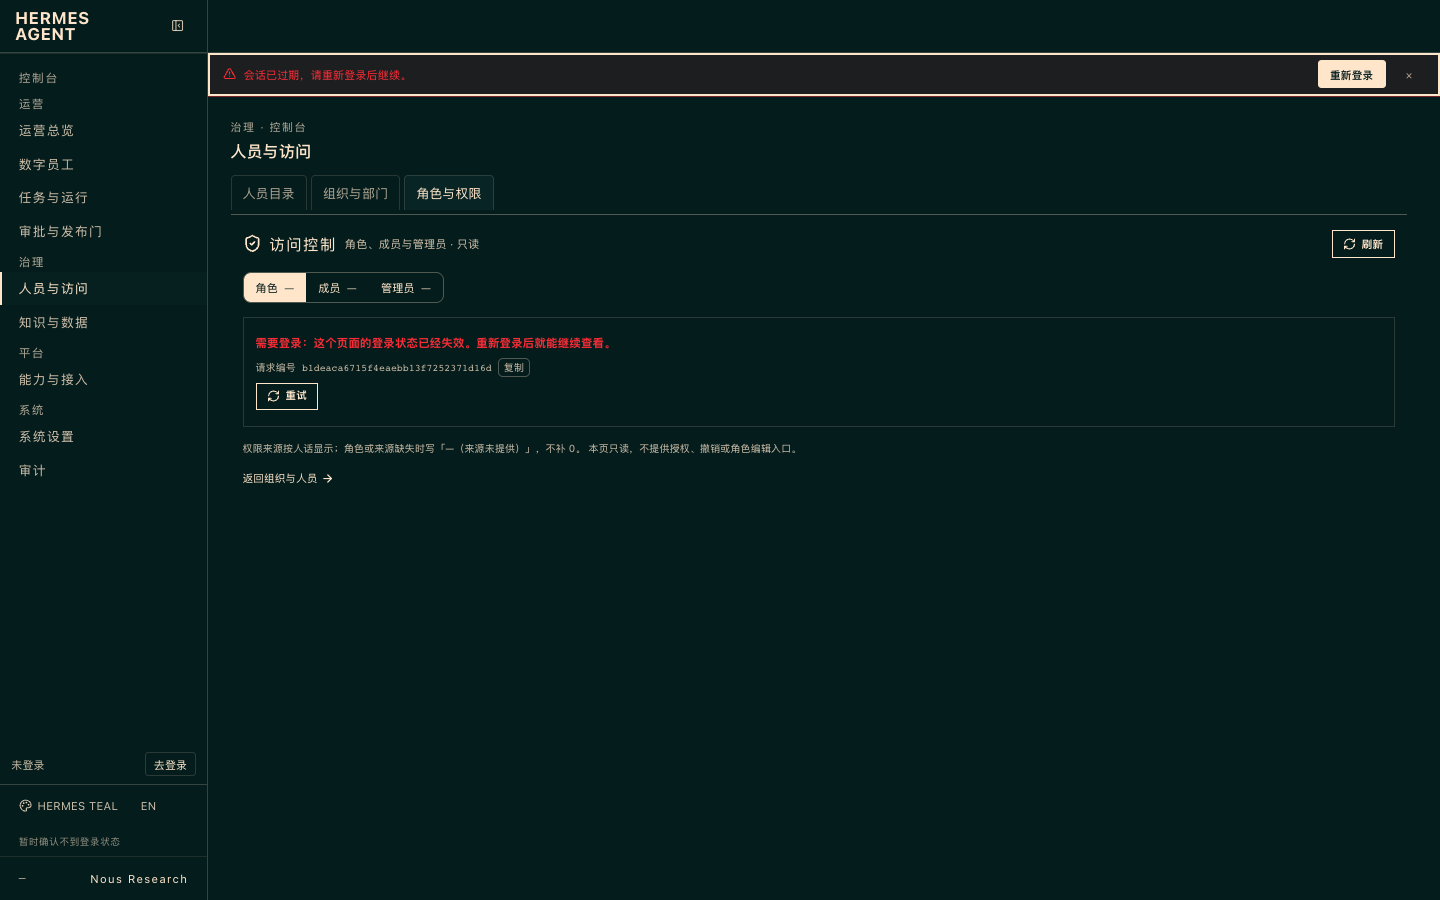 HERMES
AGENT
控制台
运营
运营总览
数字员工
任务与运行
审批与发布门
治理
人员与访问
知识与数据
平台
能力与接入
系统
系统设置
审计
未登录 去登录
HERMES TEAL EN
暂时确认不到登录状态
— Nous Research
会话已过期，请重新登录后继续。 重新登录 ×
治理 · 控制台
人员与访问
人员目录 组织与部门 角色与权限
访问控制 角色、成员与管理员 · 只读 刷新
角色 — 成员 — 管理员 —
需要登录：这个页面的登录状态已经失效。重新登录后就能继续查看。
请求编号 b1deaca6715f4eaebb13f7252371d16d 复制
重试
权限来源按人话显示；角色或来源缺失时写「—（来源未提供）」，不补 0。 本页只读，不提供授权、撤销或角色编辑入口。
返回组织与人员 →